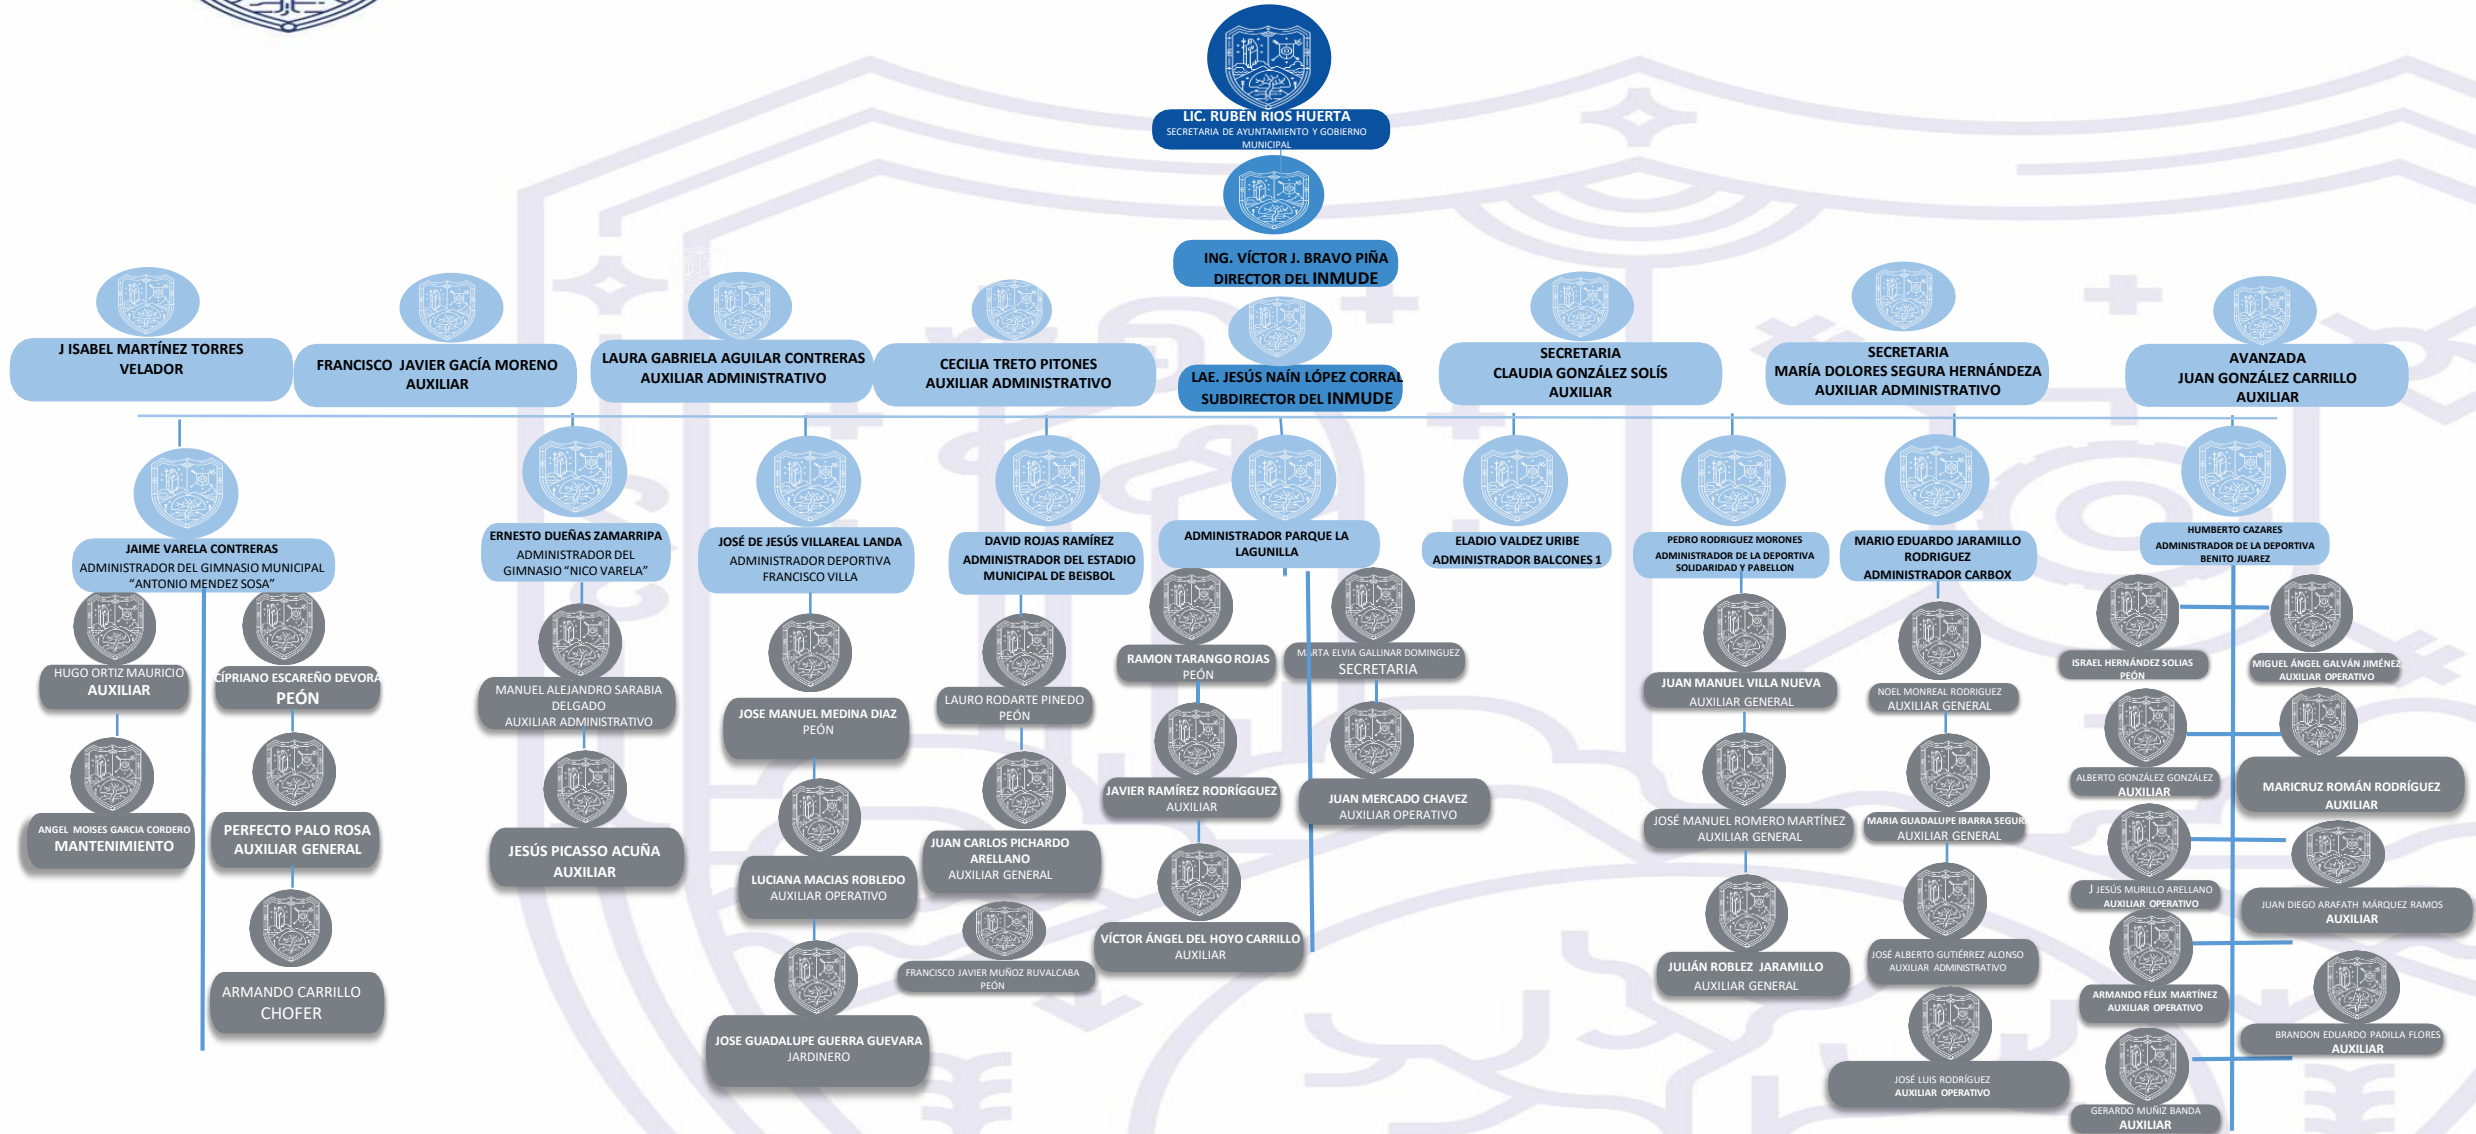 LIC. RUBÉN RIOS HUERTA
SECRETARIA DE AYUNTAMIENTO Y GOBIERNO
MUNICIPAL
ING. VÍCTOR J. BRAVO PIÑA
DIRECTOR DEL INMUDE
J ISABEL MARTÍNEZ TORRES
VELADOR
FRANCISCO JAVIER GACÍA MORENO
AUXILIAR
LAURA GABRIELA AGUILAR CONTRERAS
AUXILIAR ADMINISTRATIVO
CECILIA TRETO PITONES
AUXILIAR ADMINISTRATIVO
LAE. JESÚS NAÍN LÓPEZ CORRAL
SUBDIRECTOR DEL INMUDE
SECRETARIA
CLAUDIA GONZÁLEZ SOLÍS
AUXILIAR
SECRETARIA
MARÍA DOLORES SEGURA HERNÁNDEZA
AUXILIAR ADMINISTRATIVO
AVANZADA
JUAN GONZÁLEZ CARRILLO
AUXILIAR
JAIME VARELA CONTRERAS
ADMINISTRADOR DEL GIMNASIO MUNICIPAL
“ANTONIO MENDEZ SOSA”
HUGO ORTIZ MAURICIO
AUXILIAR
CÍPRIANO ESCAREÑO DEVORA
PEÓN
ANGEL MOISES GARCIA CORDERO
MANTENIMIENTO
PERFECTO PALO ROSA
AUXILIAR GENERAL
ARMANDO CARRILLO
CHOFER
ERNESTO DUEÑAS ZAMARRIPA
ADMINISTRADOR DEL
GIMNASIO “NICO VARELA”
MANUEL ALEJANDRO SARABIA
DELGADO
AUXILIAR ADMINISTRATIVO
JESÚS PICASSO ACUÑA
AUXILIAR
JOSÉ DE JESÚS VILLAREAL LANDA
ADMINISTRADOR DEPORTIVA
FRANCISCO VILLA
JOSE MANUEL MEDINA DIAZ
PEÓN
LUCIANA MACIAS ROBLEDO
AUXILIAR OPERATIVO
JOSE GUADALUPE GUERRA GUEVARA
JARDINERO
DAVID ROJAS RAMÍREZ
ADMINISTRADOR DEL ESTADIO
MUNICIPAL DE BEISBOL
LAURO RODARTE PINEDO
PEÓN
JUAN CARLOS PICHARDO
ARELLANO
AUXILIAR GENERAL
FRANCISCO JAVIER MUÑOZ RUVALCABA
PEÓN
ADMINISTRADOR PARQUE LA
LAGUNILLA
RAMON TARANGO ROJAS
PEÓN
MARTA ELVIA GALLINAR DOMINGUEZ
SECRETARIA
JAVIER RAMÍREZ RODRÍGGUEZ
AUXILIAR
JUAN MERCADO CHAVEZ
AUXILIAR OPERATIVO
VÍCTOR ÁNGEL DEL HOYO CARRILLO
AUXILIAR
ELADIO VALDEZ URIBE
ADMINISTRADOR BALCONES 1
PEDRO RODRIGUEZ MORONES
ADMINISTRADOR DE LA DEPORTIVA
SOLIDARIDAD Y PABELLON
JUAN MANUEL VILLA NUEVA
AUXILIAR GENERAL
JOSÉ MANUEL ROMERO MARTÍNEZ
AUXILIAR GENERAL
JULIÁN ROBLEZ JARAMILLO
AUXILIAR GENERAL
MARIO EDUARDO JARAMILLO
RODRIGUEZ
ADMINISTRADOR CARBOX
NOEL MONREAL RODRIGUEZ
AUXILIAR GENERAL
MARIA GUADALUPE IBARRA SEGURA
AUXILIAR GENERAL
JOSÉ ALBERTO GUTIÉRREZ ALONSO
AUXILIAR ADMINISTRATIVO
JOSÉ LUIS RODRÍGUEZ
AUXILIAR OPERATIVO
HUMBERTO CAZARES
ADMINISTRADOR DE LA DEPORTIVA
BENITO JUAREZ
ISRAEL HERNÁNDEZ SOLIAS
PEÓN
MIGUEL ÁNGEL GALVÁN JIMÉNEZ
AUXILIAR OPERATIVO
ALBERTO GONZÁLEZ GONZÁLEZ
AUXILIAR
MARICRUZ ROMÁN RODRÍGUEZ
AUXILIAR
J JESÚS MURILLO ARELLANO
AUXILIAR OPERATIVO
JUAN DIEGO ARAFATH MÁRQUEZ RAMOS
AUXILIAR
ARMANDO FÉLIX MARTÍNEZ
AUXILIAR OPERATIVO
BRANDON EDUARDO PADILLA FLORES
AUXILIAR
GERARDO MUÑIZ BANDA
AUXILIAR